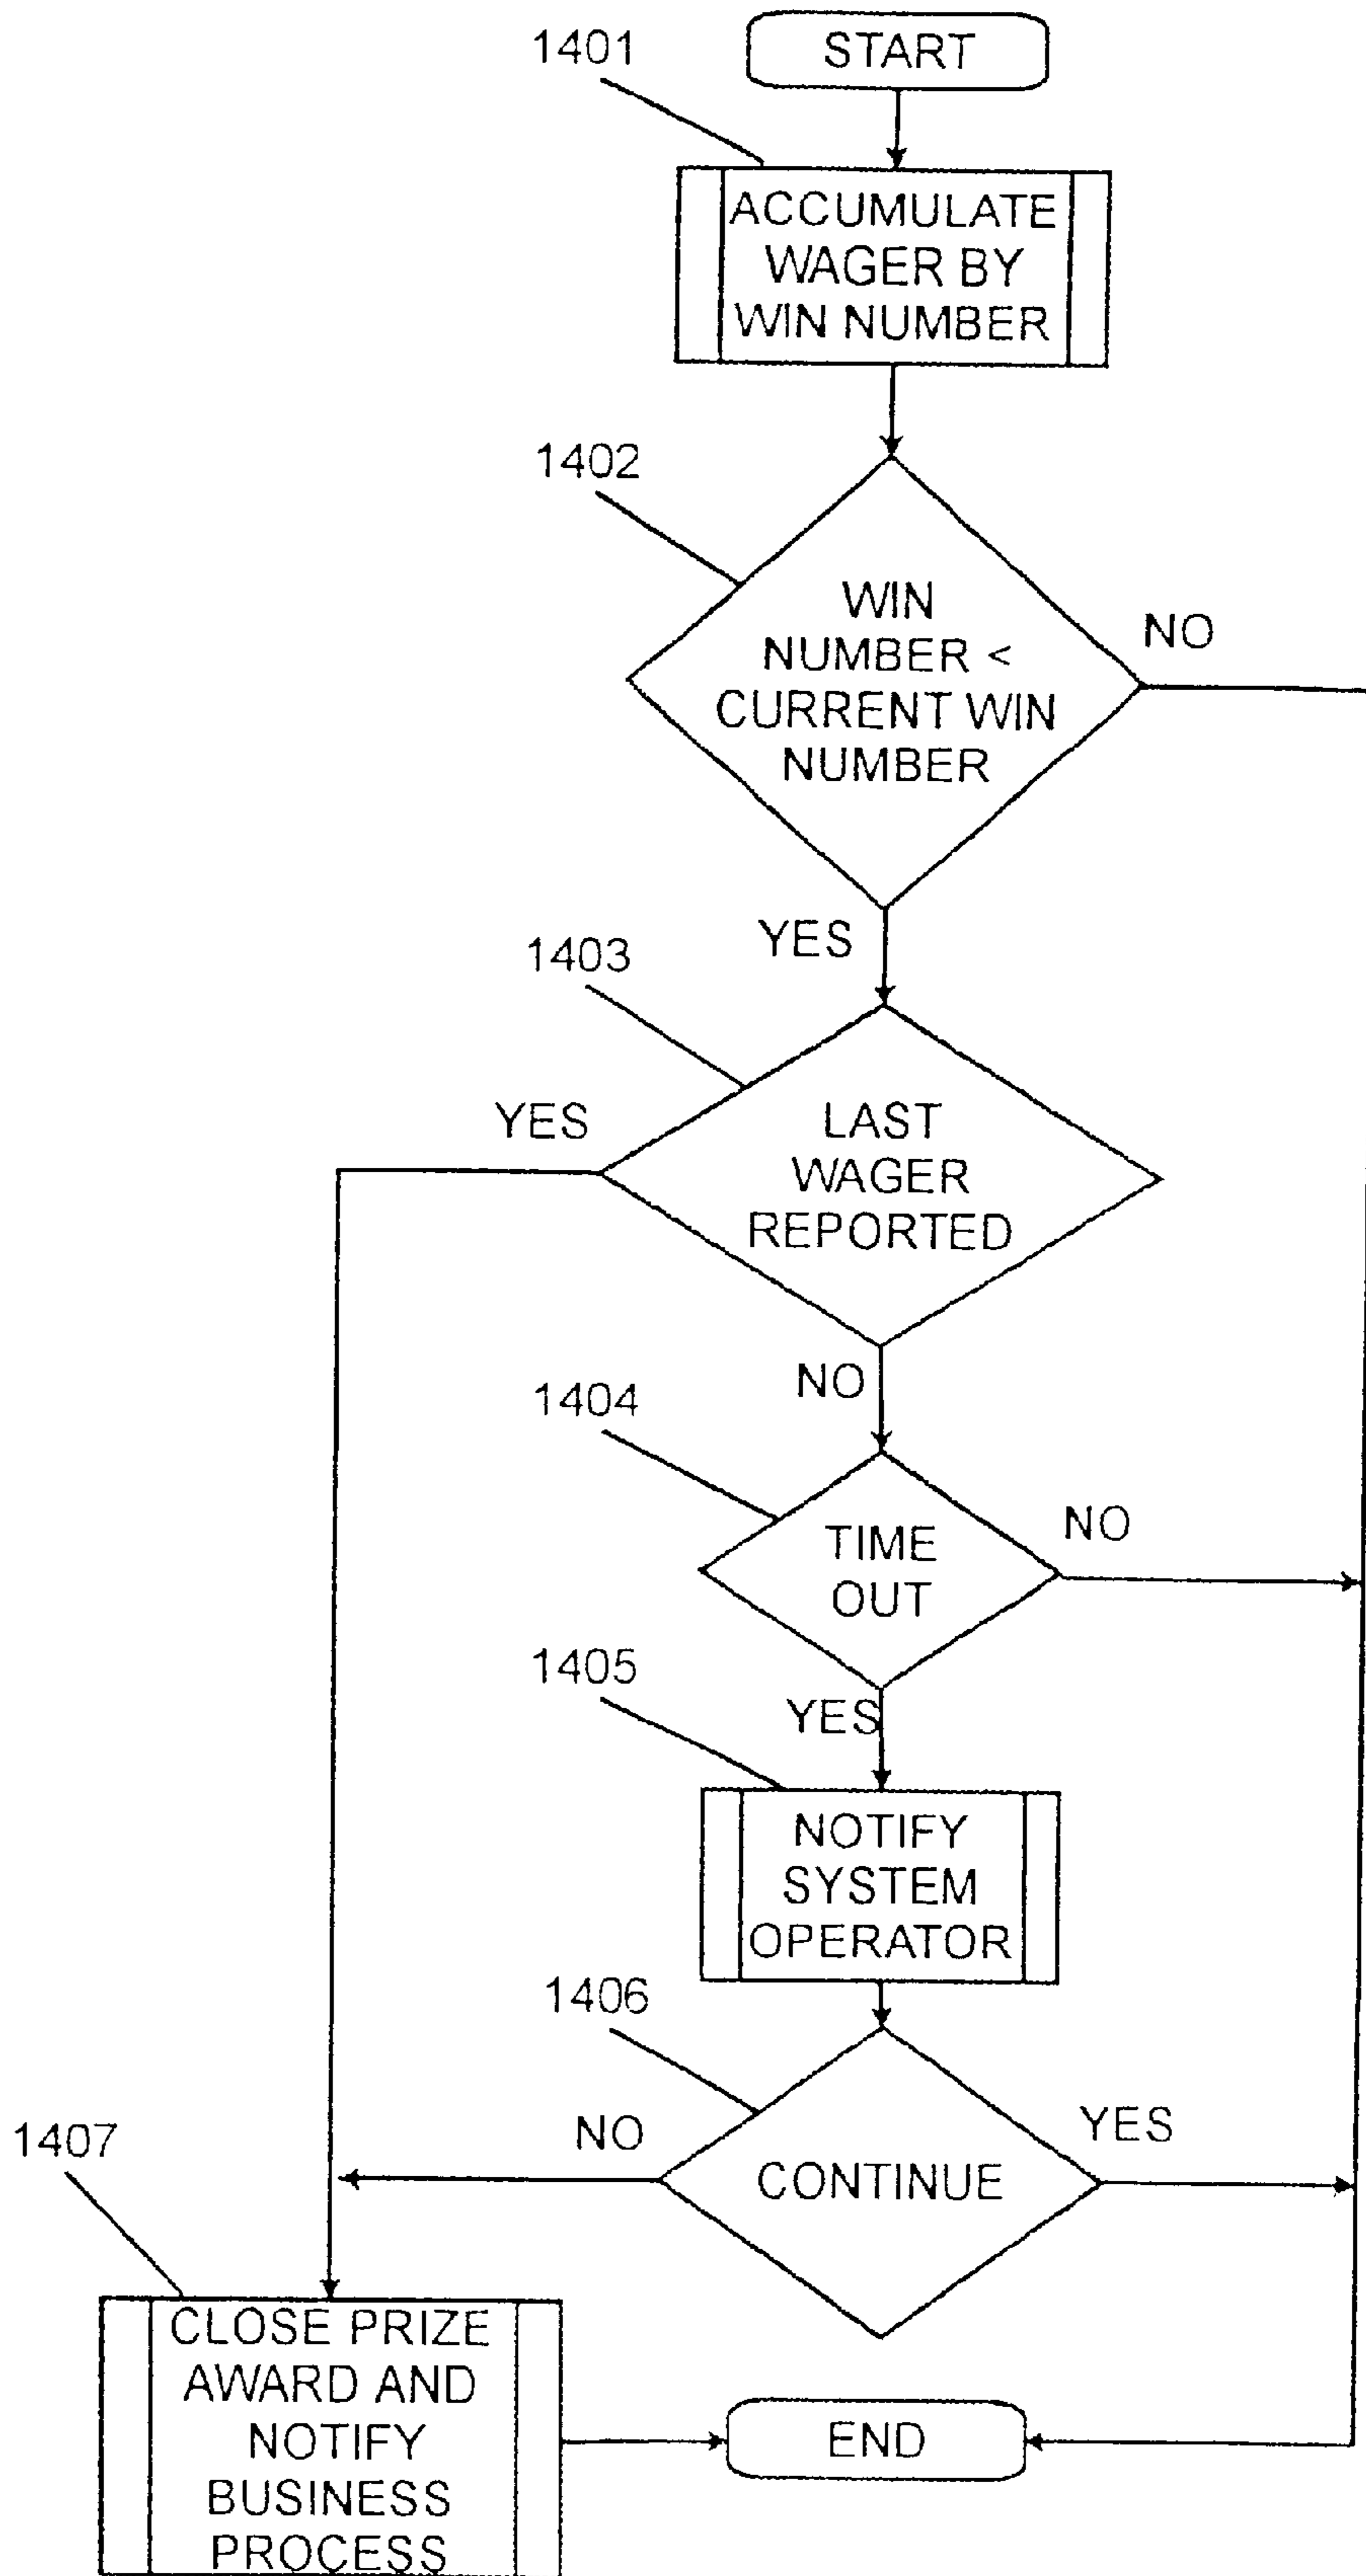 START
1401
ACCUMULATE
WAGER BY
WIN NUMBER
1402
WIN
NUMBER <
CURRENT WIN
NUMBER
NO
YES
1403
YES
LAST
WAGER
REPORTED
NO
1404
TIME
OUT
NO
1405
YES
NOTIFY
SYSTEM
OPERATOR
1406
NO
YES
CONTINUE
1407
CLOSE PRIZE
AWARD AND
NOTIFY
BUSINESS
PROCESS
END